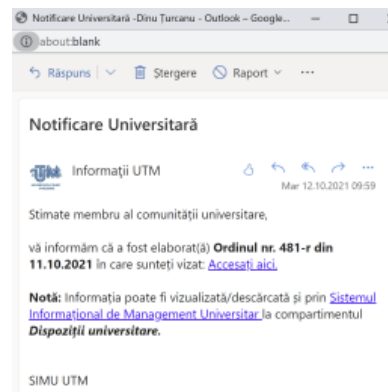 Notificare Universitară -Dinu Țurcanu - Outlook – Google...
about:blank
Răspuns
Ștergere
Raport
Notificare Universitară
Informații UTM
Mar 12.10.2021 09:59
Stimate membru al comunității universitare,
vă informăm că a fost elaborat(ă) Ordinul nr. 481-r din
11.10.2021 în care sunteți vizat: Accesați aici.
Notă: Informația poate fi vizualizată/descărcată și prin Sistemul
Informațional de Management Universitar la compartimentul
Dispoziții universitare.
SIMU UTM